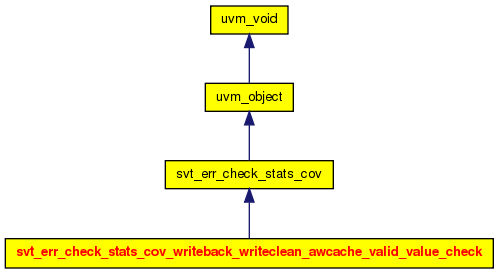 uvm_void
uvm_object
svt_err_check_stats_cov
svt_err_check_stats_cov_writeback_writeclean_awcache_valid_value_check